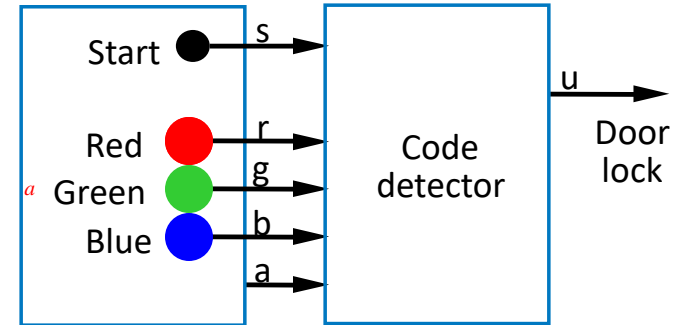 Start
s
Red
r
a
Green
g
Blue
b
a
Code
detector
u
Door
lock